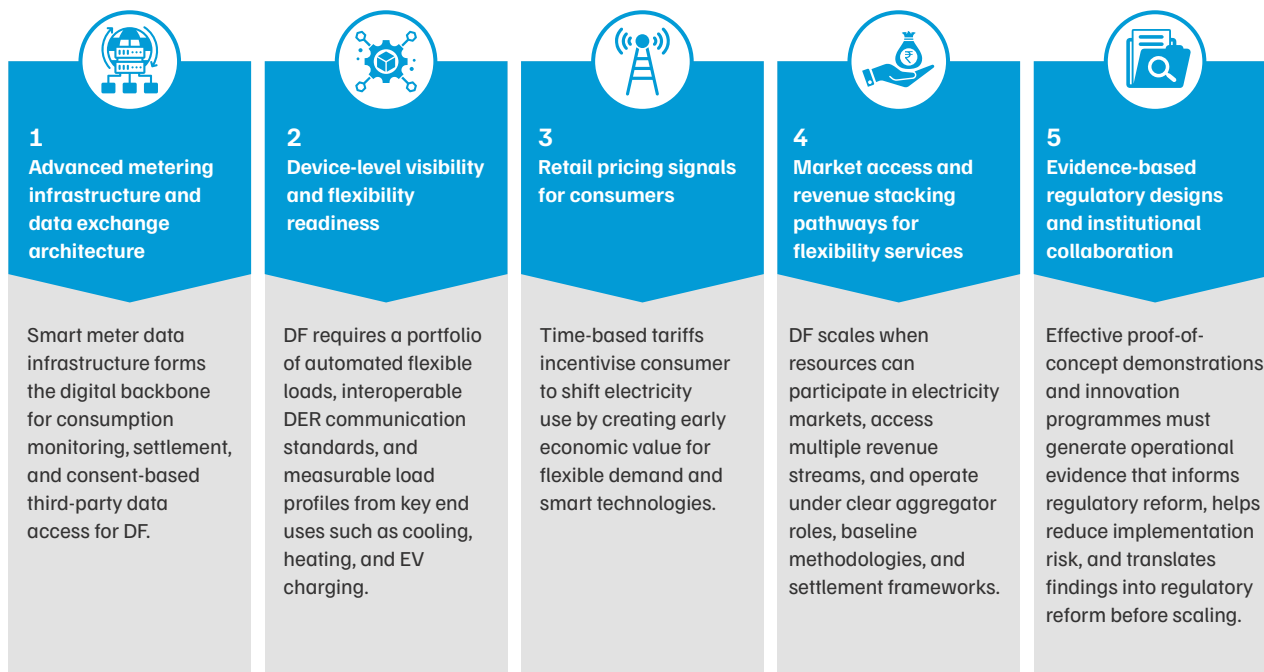 1
Advanced metering
infrastructure and
data exchange
architecture
Smart meter data
infrastructure forms
the digital backbone
for consumption
monitoring, settlement,
and consent-based
third-party data
access for DF.
2
Device-level visibility
and flexibility
readiness
DF requires a portfolio
of automated flexible
loads, interoperable
DER communication
standards, and
measurable load
profiles from key end
uses such as cooling,
heating, and EV
charging.
3
Retail pricing signals
for consumers
Time-based tariffs
incentivise consumer
to shift electricity
use by creating early
economic value for
flexible demand and
smart technologies.
4
Market access and
revenue stacking
pathways for
flexibility services
₹
DF scales when
resources can
participate in electricity
markets, access
multiple revenue
streams, and operate
under clear aggregator
roles, baseline
methodologies, and
settlement frameworks.
5
Evidence-based
regulatory designs
and institutional
collaboration
Effective proof-of-
concept demonstrations
and innovation
programmes must
generate operational
evidence that informs
regulatory reform, helps
reduce implementation
risk, and translates
findings into regulatory
reform before scaling.